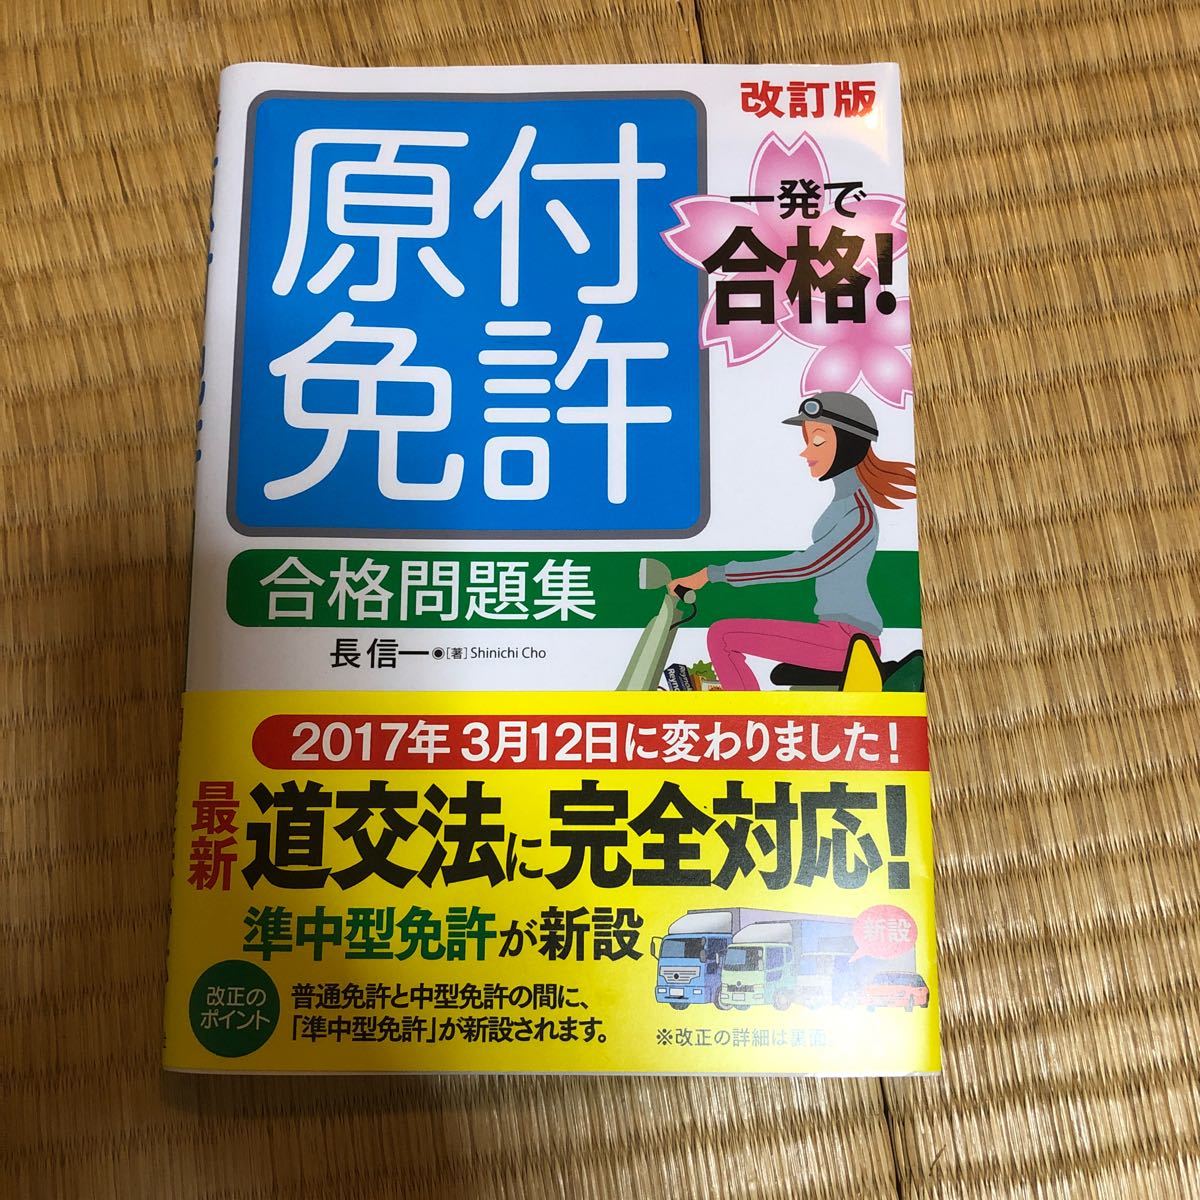 改訂版
一発で
合格！
原付
免許
合格問題集
長 信一◉[著] Shinichi Cho
2017年 3月12日に変わりました！
最新 道交法に完全対応！
準中型免許が新設
新設
改正の
ポイント
普通免許と中型免許の間に、
「準中型免許」が新設されます。
※改正の詳細は裏面